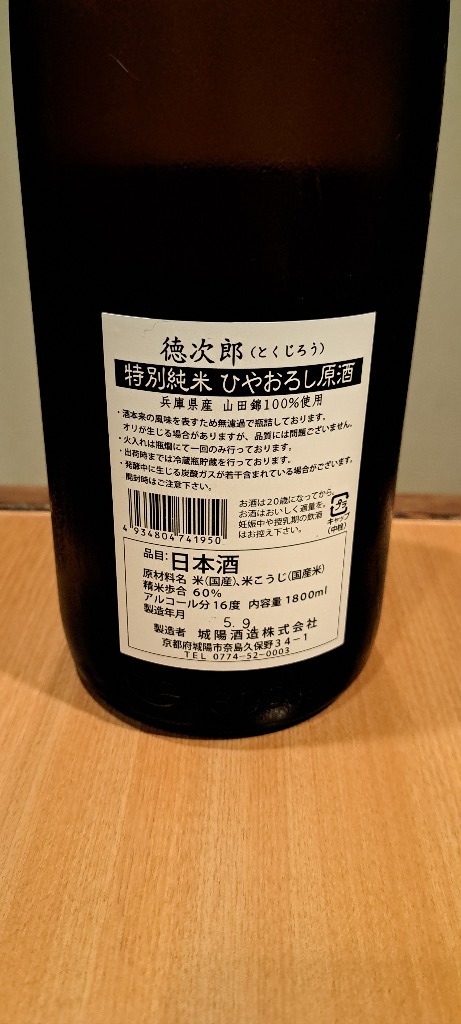 徳次郎(とくじろう)
特別純米 ひやおろし原酒
兵庫県産 山田錦100%使用
・酒本来の風味を表すため無濾過で瓶詰しております。
オリが生じる場合がありますが、品質には問題ございません。
・火入れは瓶燗にて一回のみ行っております。
・出荷時までは冷蔵瓶貯蔵を行っております。
・発酵中に生じる炭酸ガスが若干含まれている場合がございます。
開封時はご注意下さい。
4 934804 741950
お酒は20歳になってから。
お酒はおいしく適量を。
妊娠中や授乳期の飲酒
はお控え下さい。
プラ
キャップ
(中栓)
品目: 日本酒
原材料名 米(国産)、米こうじ(国産米)
精米歩合 60%
アルコール分 16度 内容量 1800ml
製造年月 5. 9
製造者 城陽酒造株式会社
京都府城陽市奈島久保野34-1
TEL 0774-52-0003